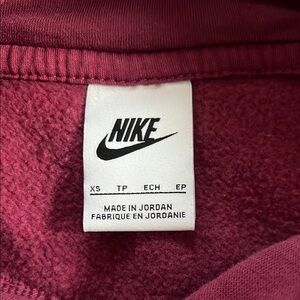 NIKE
XS TP ECH EP
MADE IN JORDAN
FABRIQUE EN JORDANIE